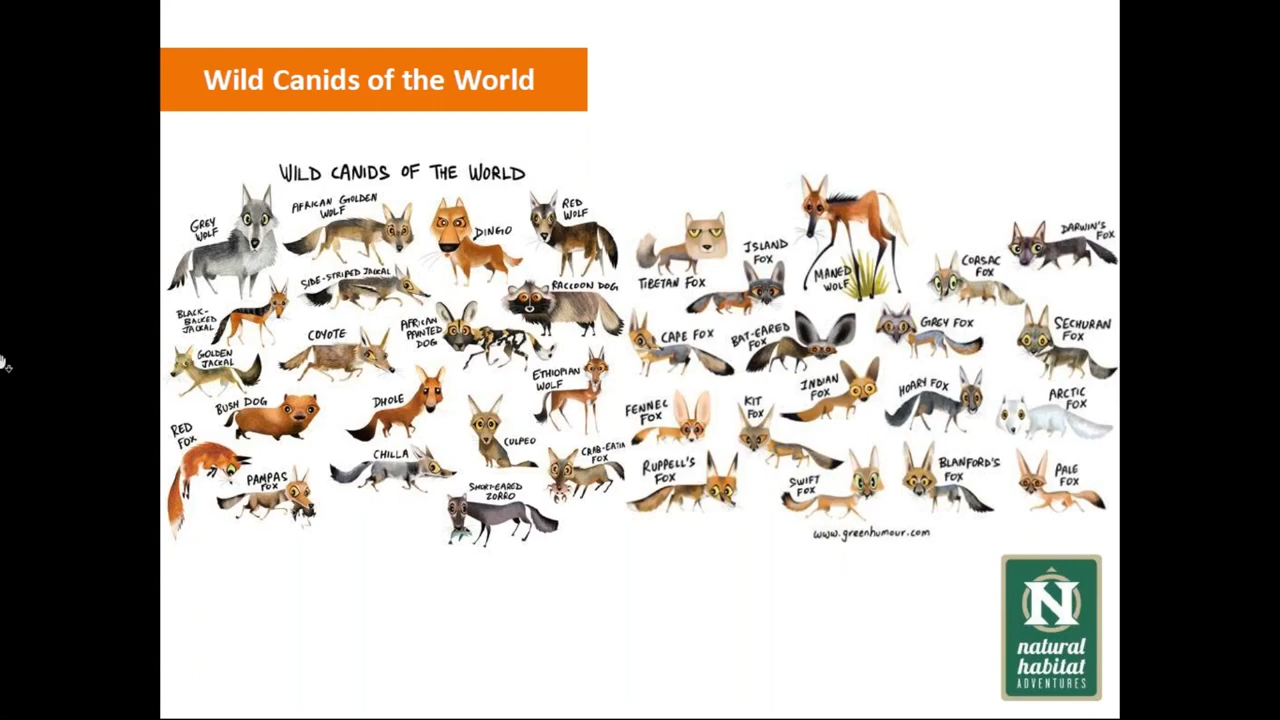 Wild Canids of the World
WILD CANIDS OF THE WORLD
GREY
WOLF
AFRICAN GOLDEN
WOLF
DINGO
RED
WOLF
SIDE-STRIPED JACKAL
RACCOON DOG
BLACK-
BACKED
JACKAL
COYOTE
AFRICAN
PAINTED
DOG
GOLDEN
JACKAL
ETHIOPIAN
WOLF
BUSH DOG
DHOLE
CULPEO
RED
FOX
CHILLA
CRAB-EATIN
FOX
PAMPAS
FOX
SHORT-EARED
ZORRO
TIBETAN FOX
ISLAND
FOX
MANED
WOLF
CORSAC
FOX
DARWIN'S
FOX
CAPE FOX
BAT-EARED
FOX
GREY FOX
SECHURAN
FOX
FENNEC
FOX
KIT
FOX
INDIAN
FOX
HOARY FOX
ARCTIC
FOX
RUPPELL'S
FOX
SWIFT
FOX
BLANFORD'S
FOX
PALE
FOX
www.greenhumour.com
N
natural
habitat
ADVENTURES